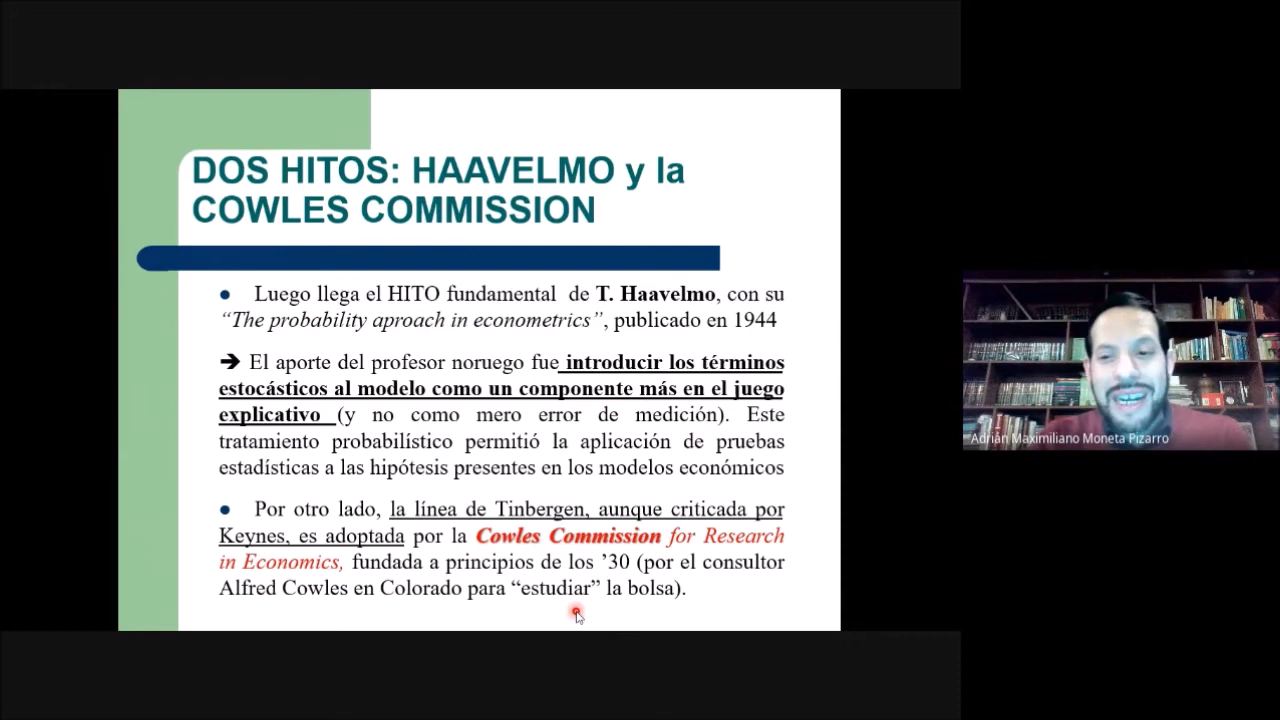 DOS HITOS: HAAVELMO y la
COWLES COMMISSION
Luego llega el HITO fundamental de T. Haavelmo, con su
“The probability aproach in econometrics”, publicado en 1944
➔ El aporte del profesor noruego fue introducir los términos
estocásticos al modelo como un componente más en el juego
explicativo (y no como mero error de medición). Este
tratamiento probabilístico permitió la aplicación de pruebas
estadísticas a las hipótesis presentes en los modelos económicos
Por otro lado, la línea de Tinbergen, aunque criticada por
Keynes, es adoptada por la Cowles Commission for Research
in Economics, fundada a principios de los ’30 (por el consultor
Alfred Cowles en Colorado para “estudiar” la bolsa).
Adrián Maximiliano Moneta Pizarro